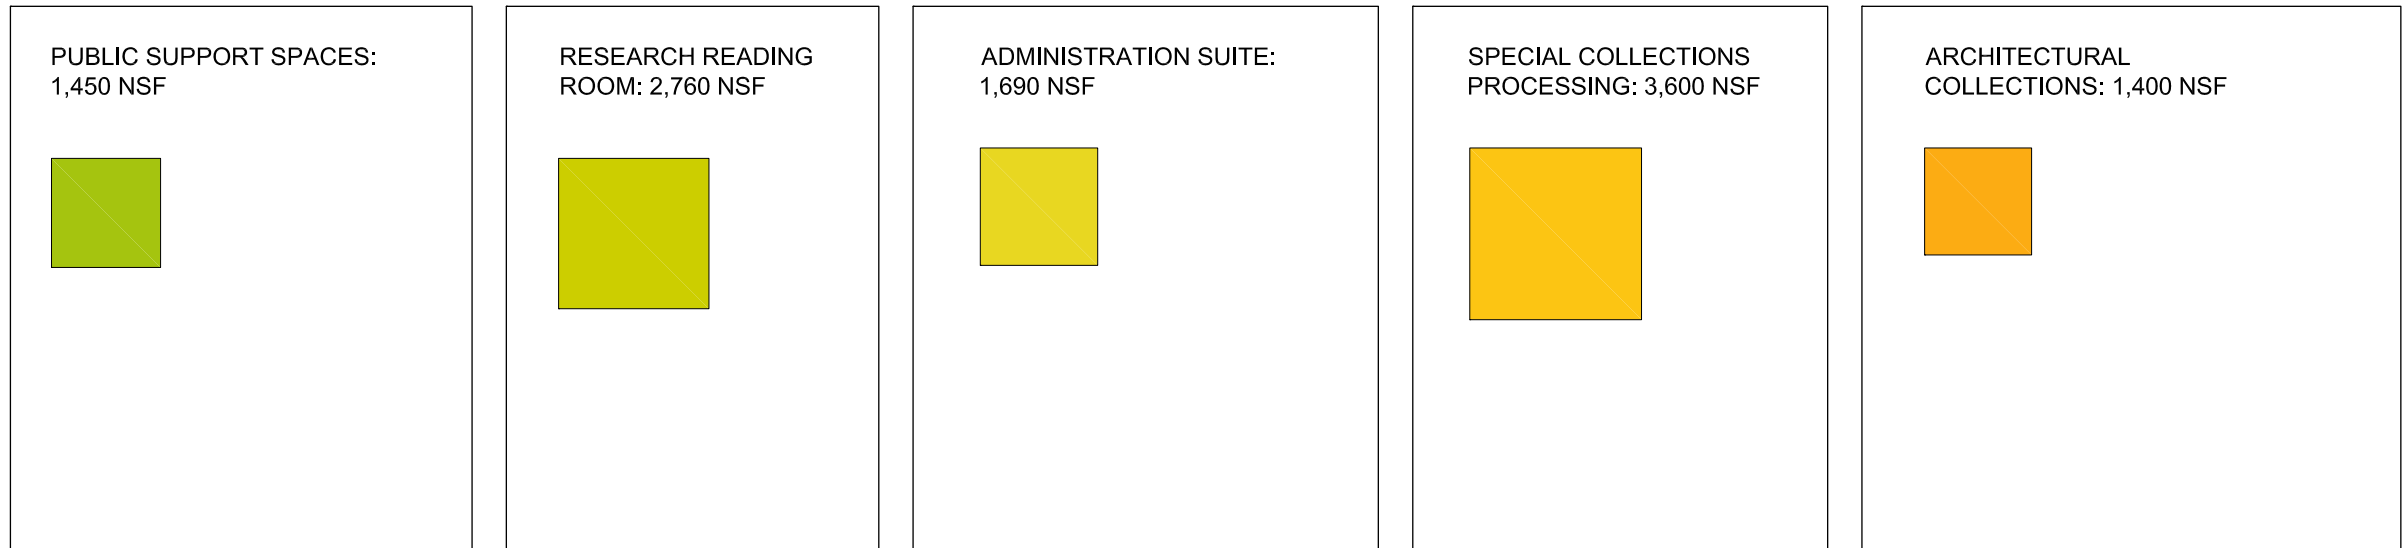 PUBLIC SUPPORT SPACES:
1,450 NSF
RESEARCH READING
ROOM: 2,760 NSF
ADMINISTRATION SUITE:
1,690 NSF
SPECIAL COLLECTIONS
PROCESSING: 3,600 NSF
ARCHITECTURAL
COLLECTIONS: 1,400 NSF